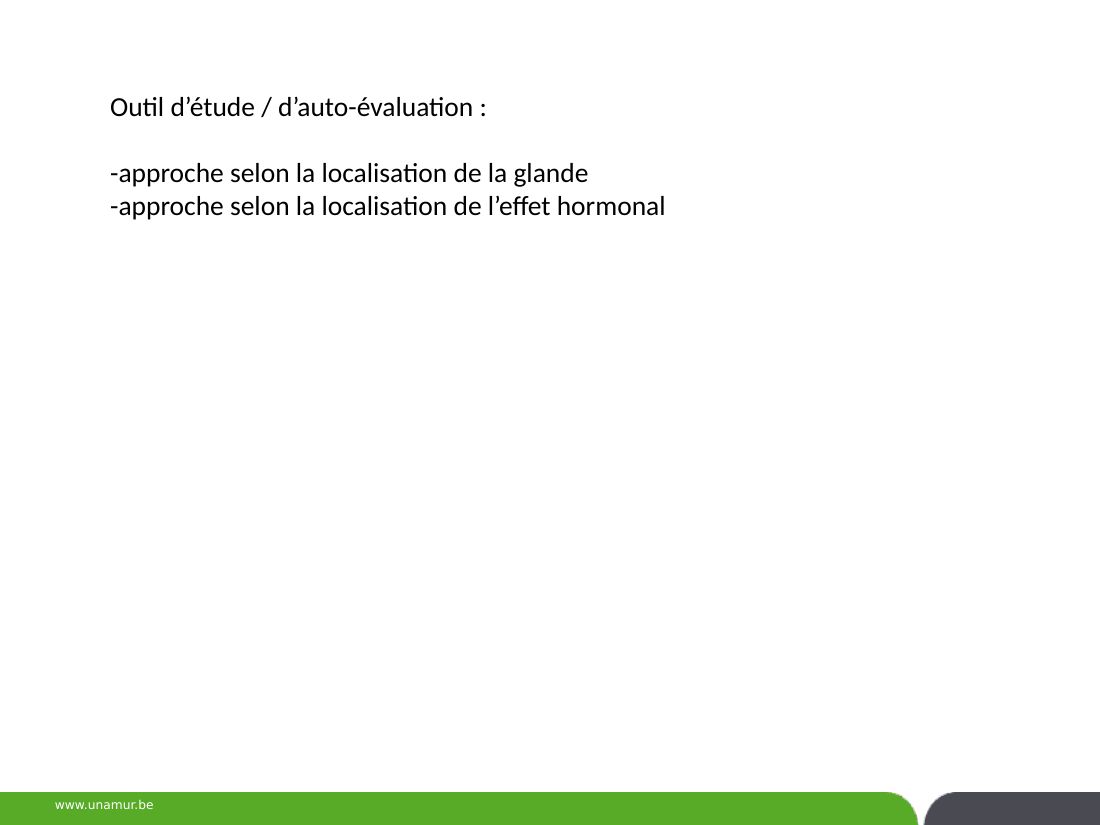 Outil d’étude / d’auto-évaluation :
-approche selon la localisation de la glande
-approche selon la localisation de l’effet hormonal
www.unamur.be